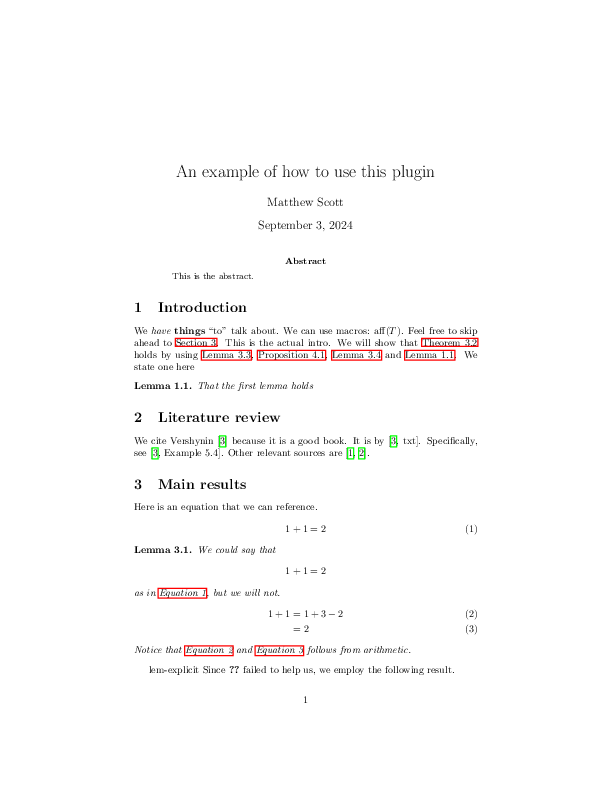 An example of how to use this plugin
Matthew Scott
September 3, 2024
Abstract
This is the abstract.
1 Introduction
We have things “to” talk about. We can use macros: aff(T). Feel free to skip
ahead to Section 3. This is the actual intro. We will show that Theorem 3.2
holds by using Lemma 3.3, Proposition 4.1, Lemma 3.4 and Lemma 1.1. We
state one here
Lemma 1.1. That the first lemma holds
2 Literature review
We cite Vershynin [3] because it is a good book. It is by [3, txt]. Specifically,
see [3, Example 5.4]. Other relevant sources are [1, 2].
3 Main results
Here is an equation that we can reference.
1 + 1 = 2 (1)
Lemma 3.1. We could say that
1 + 1 = 2
as in Equation 1, but we will not.
1 + 1 = 1 + 3 − 2 (2)
= 2 (3)
Notice that Equation 2 and Equation 3 follows from arithmetic.
lem-explicit Since ?? failed to help us, we employ the following result.
1